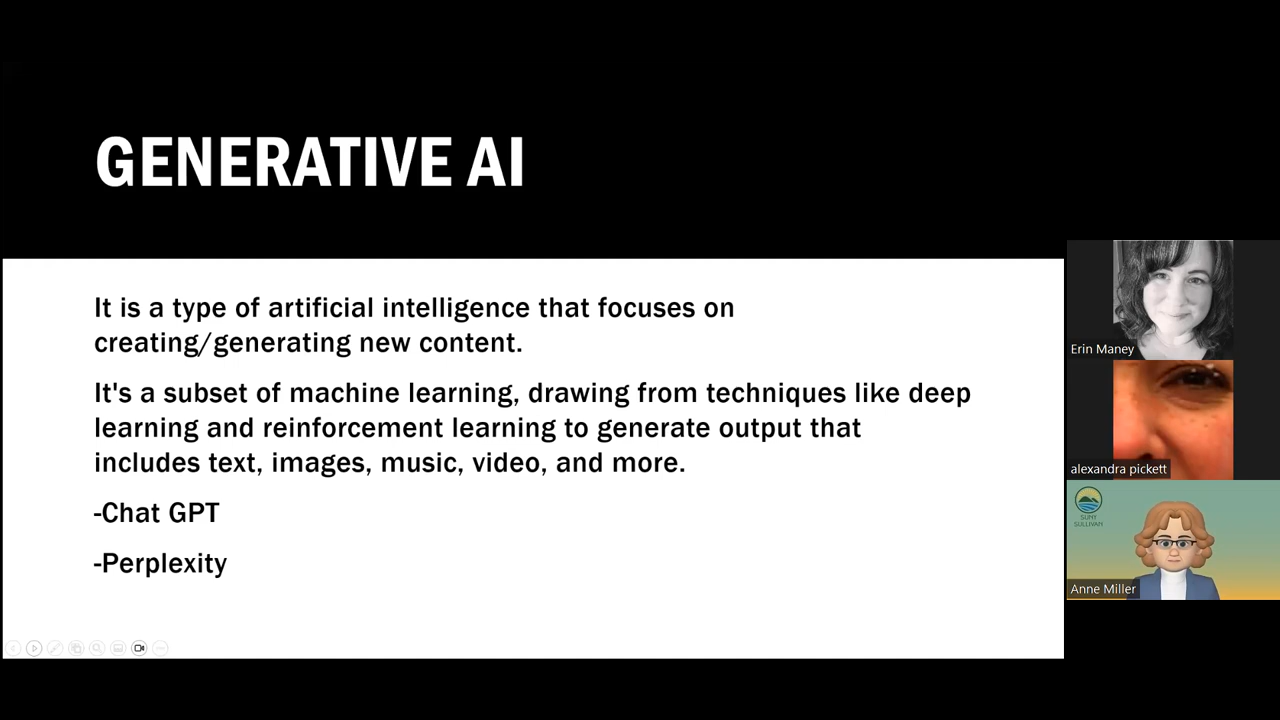 GENERATIVE AI
It is a type of artificial intelligence that focuses on
creating/generating new content.
It's a subset of machine learning, drawing from techniques like deep
learning and reinforcement learning to generate output that
includes text, images, music, video, and more.
-Chat GPT
-Perplexity
Erin Maney
alexandra pickett
SUNY
SULLIVAN
Anne Miller